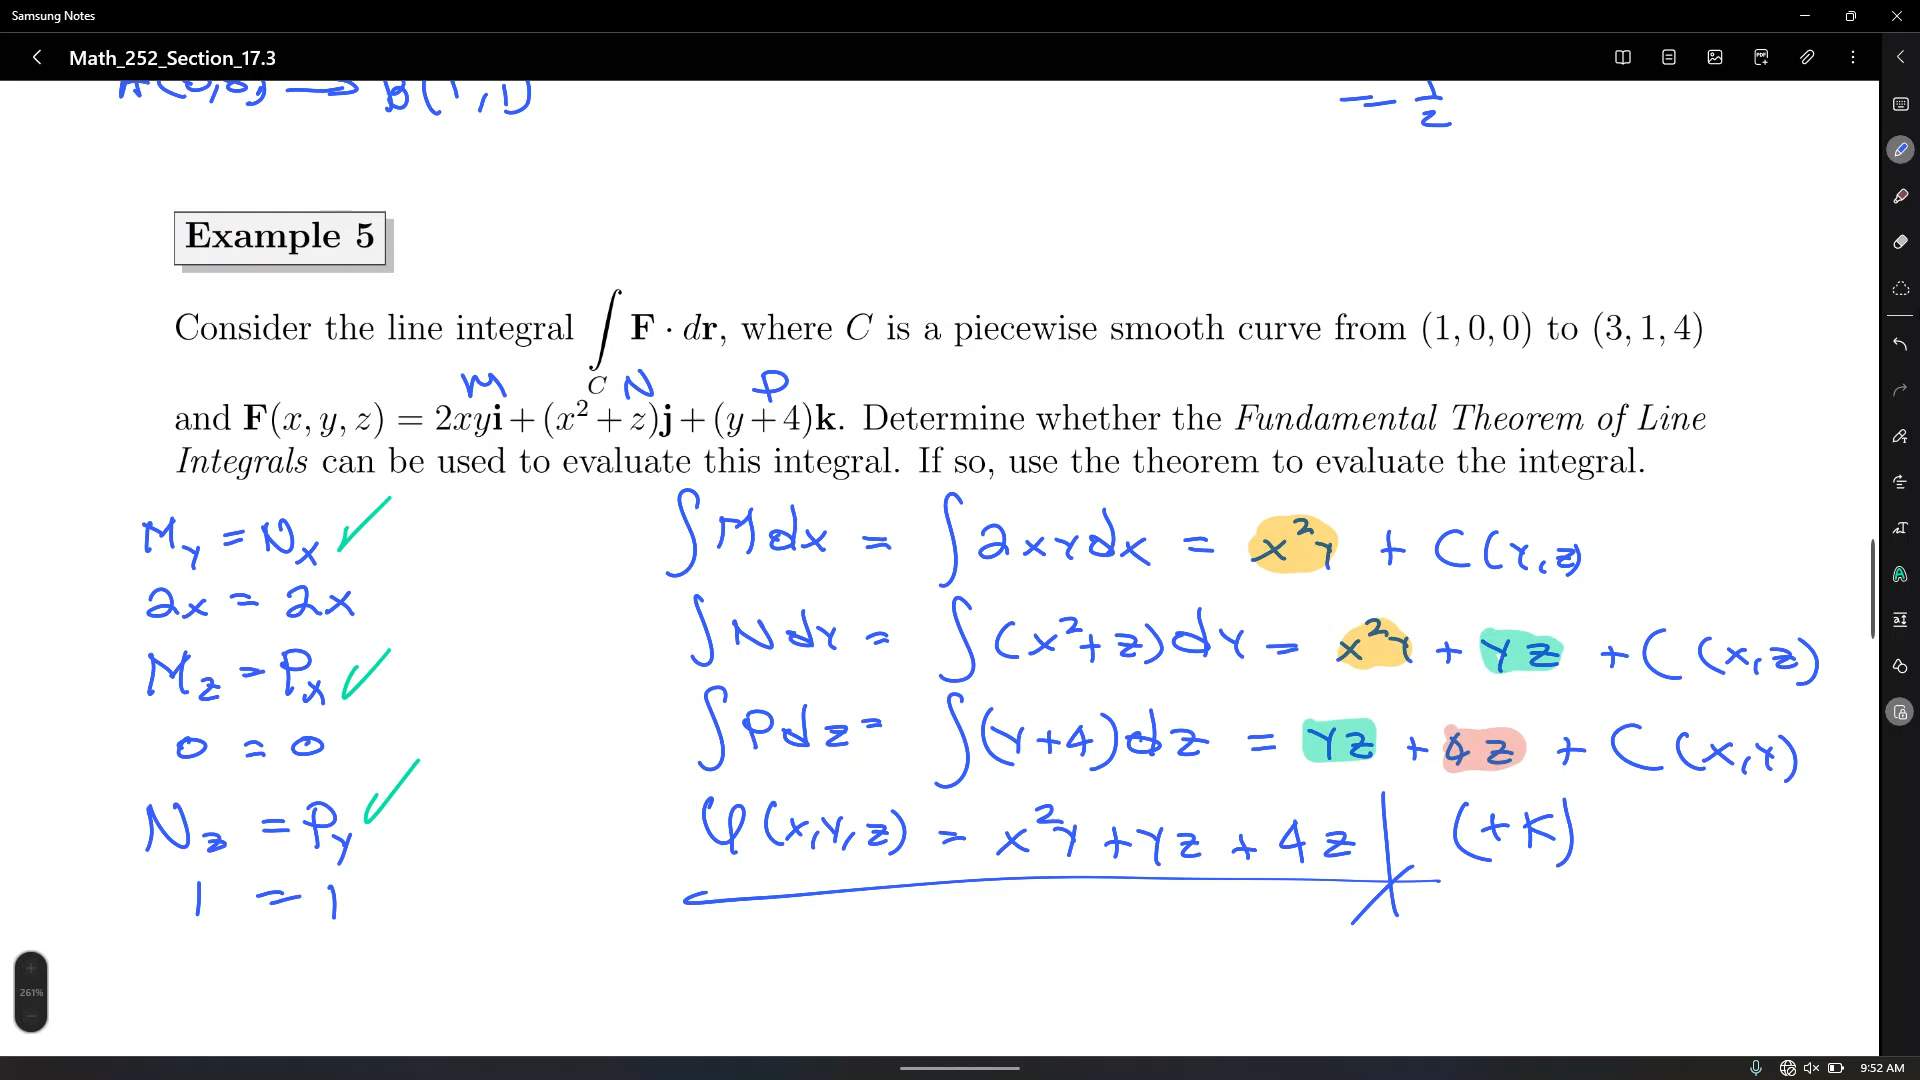 Samsung Notes
Math_252_Section_17.3
A(0,0) → B(1,1)
= 1/2
Example 5
Consider the line integral ∫_C F · dr, where C is a piecewise smooth curve from (1, 0, 0) to (3, 1, 4)
M N P
and F(x, y, z) = 2xyi + (x² + z)j + (y + 4)k. Determine whether the Fundamental Theorem of Line
Integrals can be used to evaluate this integral. If so, use the theorem to evaluate the integral.
M_y = N_x ✓
2x = 2x
M_z = P_x ✓
0 = 0
N_z = P_y ✓
1 = 1
∫ M dx = ∫ 2xy dx = x²y + C(y, z)
∫ N dy = ∫ (x² + z) dy = x²y + yz + C(x, z)
∫ P dz = ∫ (y + 4) dz = yz + 4z + C(x, y)
φ(x, y, z) = x²y + yz + 4z (+K)
261%
9:52 AM